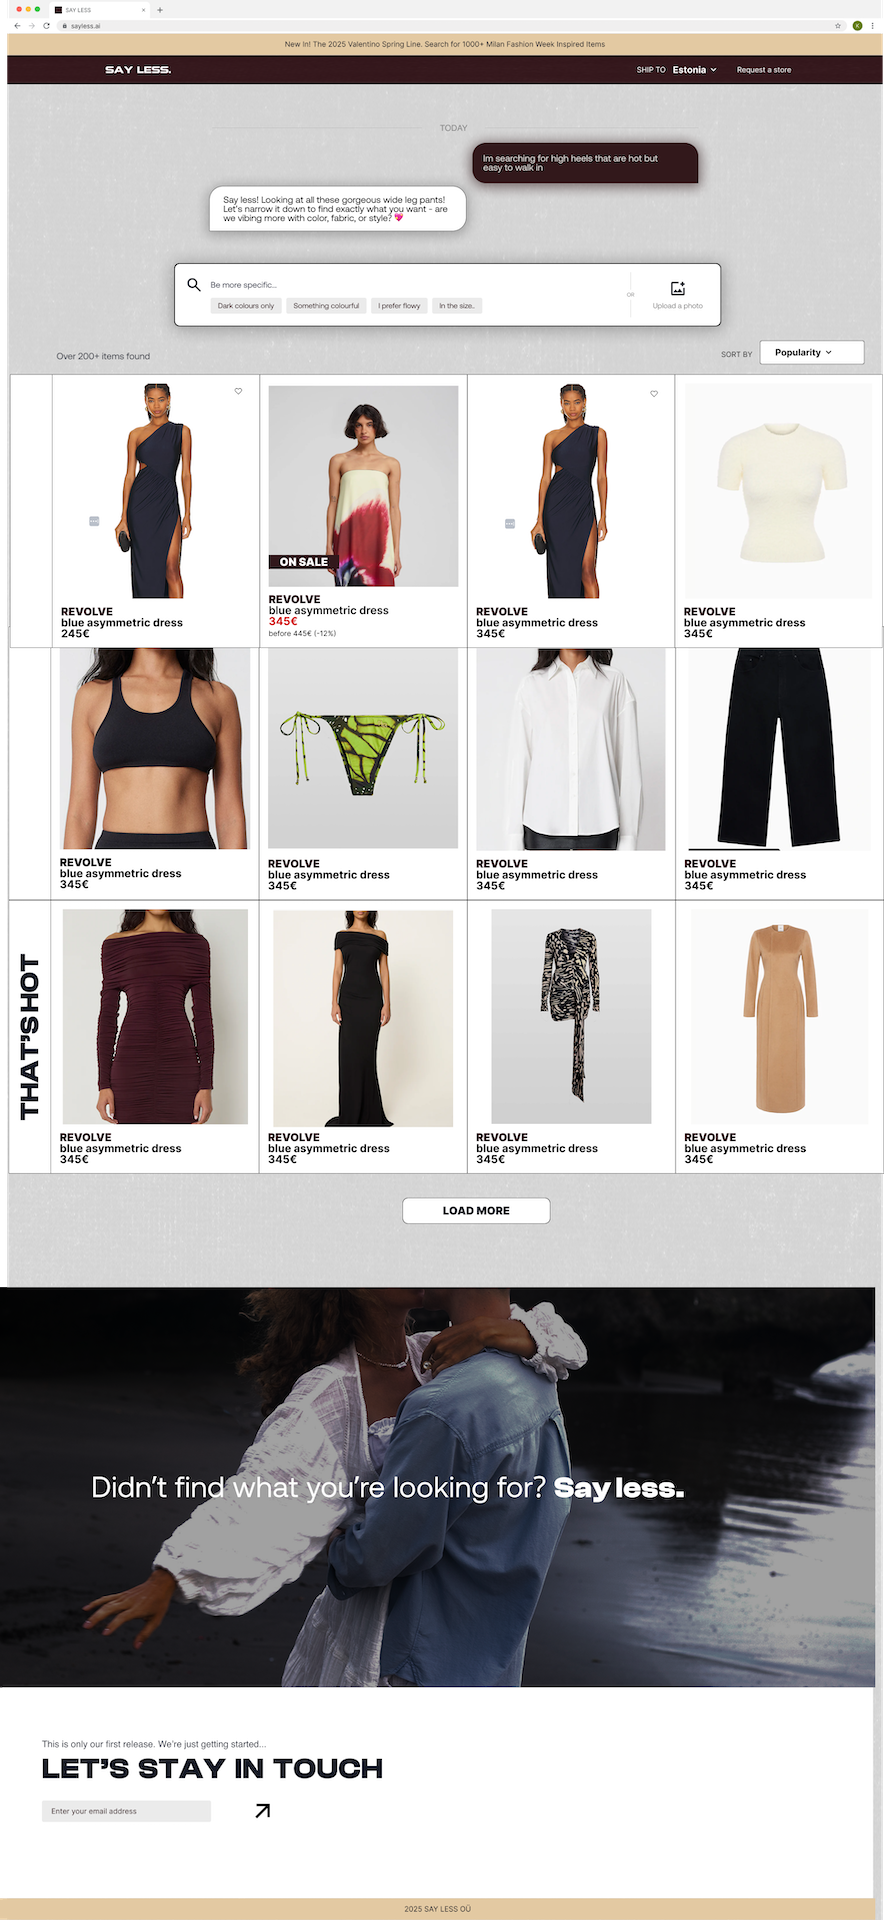 SAY LESS
sayless.ai
K
New In! The 2025 Valentino Spring Line. Search for 1000+ Milan Fashion Week Inspired Items
SAY LESS.
SHIP TO Estonia
Request a store
TODAY
Im searching for high heels that are hot but
easy to walk in
Say less! Looking at all these gorgeous wide leg pants!
Let's narrow it down to find exactly what you want - are
we vibing more with color, fabric, or style? 💖
Be more specific...
Dark colours only
Something colourful
I prefer flowy
In the size..
OR
Upload a photo
Over 200+ items found
SORT BY
Popularity
REVOLVE
blue asymmetric dress
245€
ON SALE
REVOLVE
blue asymmetric dress
345€
before 445€ (-12%)
REVOLVE
blue asymmetric dress
345€
REVOLVE
blue asymmetric dress
345€
REVOLVE
blue asymmetric dress
345€
REVOLVE
blue asymmetric dress
345€
REVOLVE
blue asymmetric dress
345€
REVOLVE
blue asymmetric dress
345€
THAT'S HOT
REVOLVE
blue asymmetric dress
345€
REVOLVE
blue asymmetric dress
345€
REVOLVE
blue asymmetric dress
345€
REVOLVE
blue asymmetric dress
345€
LOAD MORE
Didn't find what you're looking for? Say less.
This is only our first release. We're just getting started...
LET'S STAY IN TOUCH
Enter your email address
2025 SAY LESS OÜ